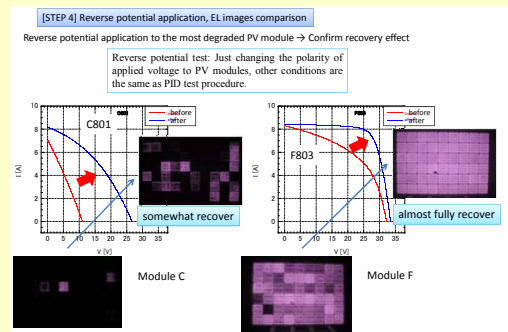 [STEP 4] Reverse potential application, EL images comparison
Reverse potential application to the most degraded PV module → Confirm recovery effect
Reverse potential test: Just changing the polarity of
applied voltage to PV modules, other conditions are
the same as PID test procedure.
C801
before
after
I [A]
10
8
6
4
2
0
0 5 10 15 20 25 30 35
V [V]
C801
somewhat recover
F803
before
after
I [A]
10
8
6
4
2
0
0 5 10 15 20 25 30 35
V [V]
F803
almost fully recover
Module C
Module F